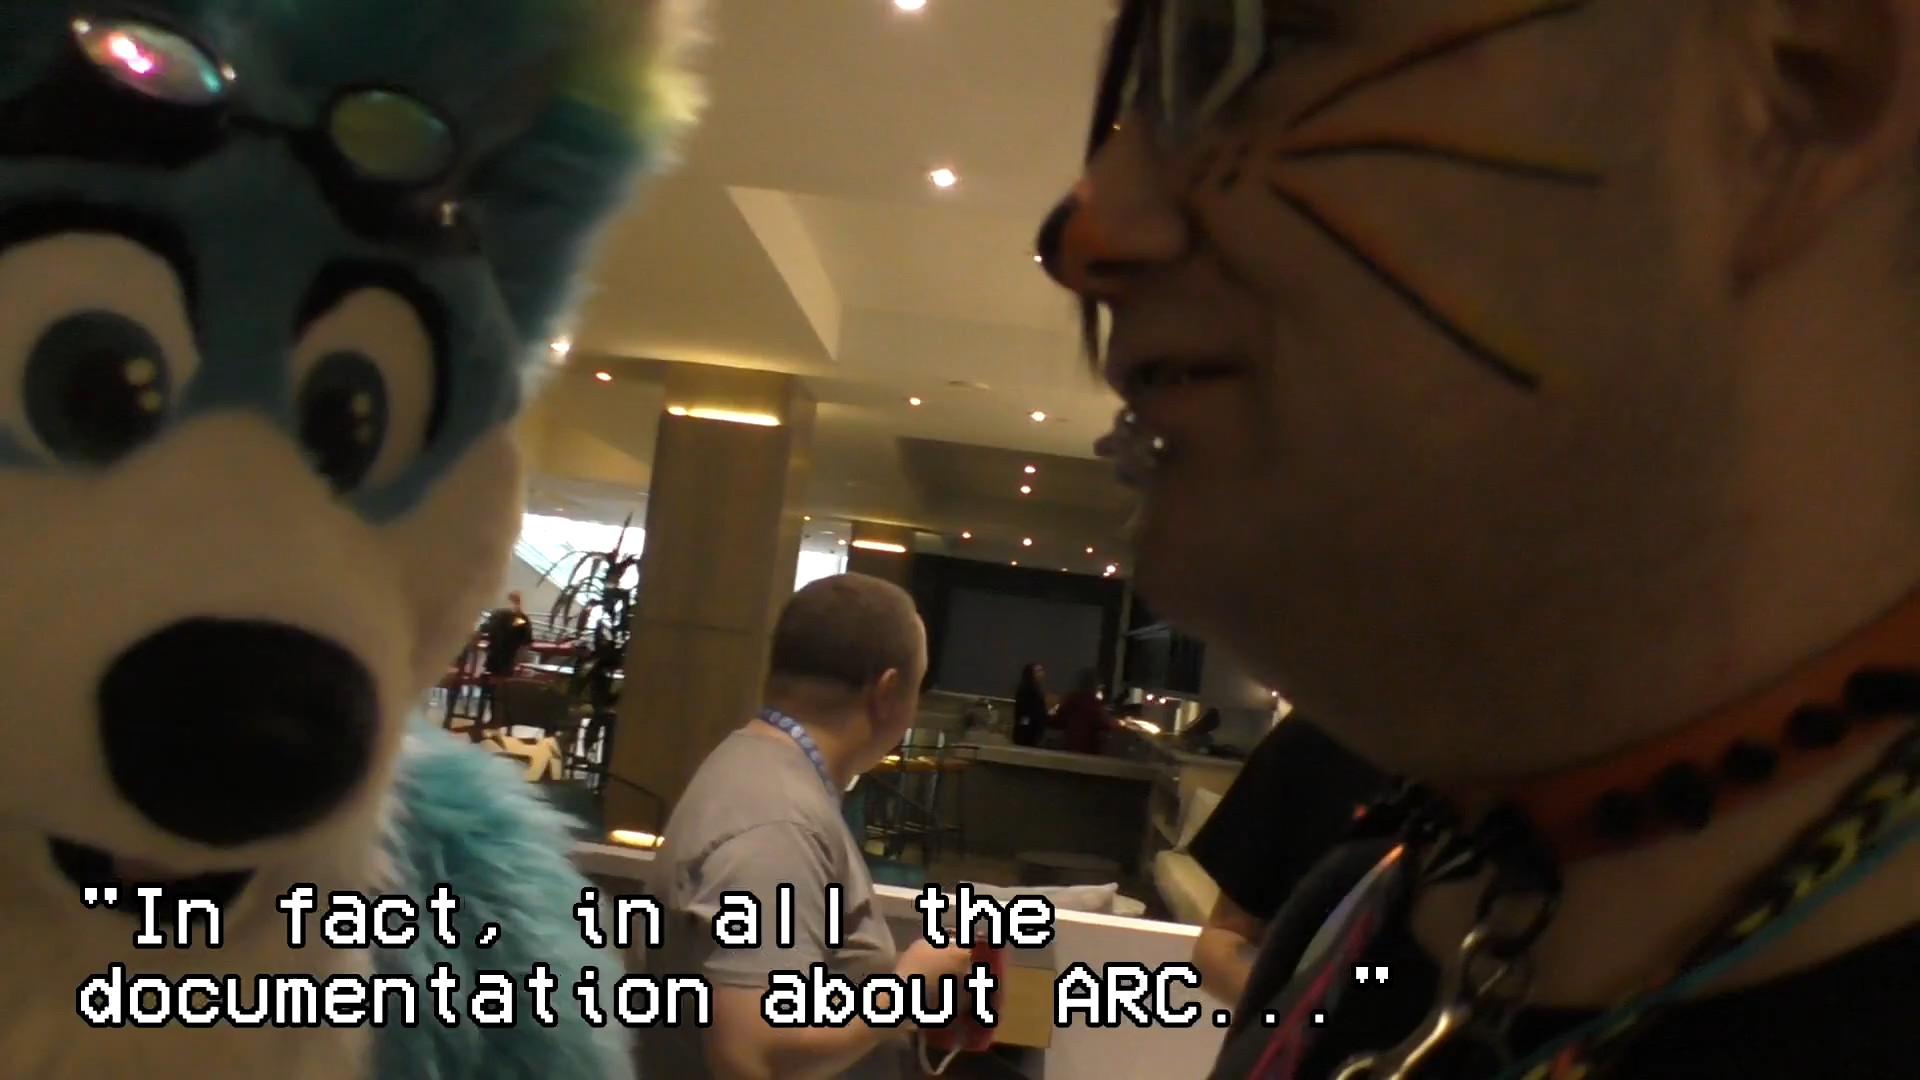 "In fact, in all the
documentation about ARC..."